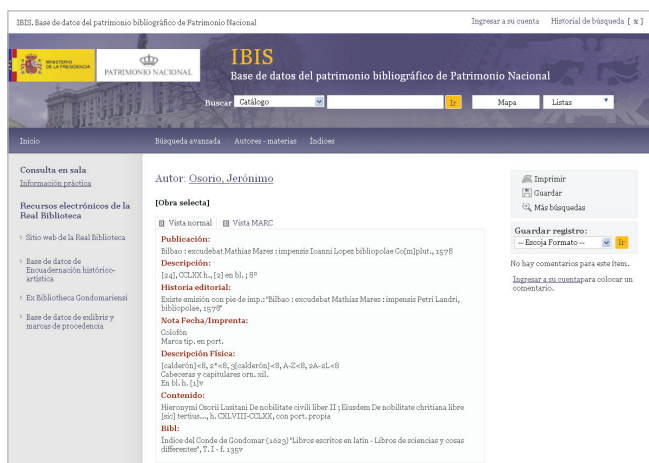 IBIS. Base de datos del patrimonio bibliográfico de Patrimonio Nacional
Ingresar a su cuenta Historial de búsqueda [ x ]
MINISTERIO
DE LA PRESIDENCIA
PATRIMONIO NACIONAL
IBIS
Base de datos del patrimonio bibliográfico de Patrimonio Nacional
Buscar Catálogo Ir Mapa Listas
Inicio Búsqueda avanzada Autores - materias Índices
Consulta en sala
Información práctica
Recursos electrónicos de la
Real Biblioteca
Sitio web de la Real Biblioteca
Base de datos de
Encuadernación histórico-
artística
Ex Bibliotheca Gondomariensi
Base de datos de exlibris y
marcas de procedencia
Autor: Osorio, Jerónimo
[Obra selecta]
Vista normal Vista MARC
Publicación:
Bilbao : excudebat Mathias Mares : impensis Ioanni Lopez bibliopolae Co[m]plut., 1578
Descripción:
[24], CCLXX h., [2] en bl. ; 8º
Historia editorial:
Existe emisión con pie de imp.: "Bilbao : excudebat Mathias Mares : impensis Petri Landri,
bibliopolae, 1578"
Nota Fecha/Imprenta:
Colofón
Marca tip. en port.
Descripción Física:
[calderón]<8, 2*<8, 3[calderón]<8, A-Z<8, 2A-2L<8
Cabeceras y capitulares orn. xil.
En bl. h. [1]v
Contenido:
Hieronymi Osorii Lusitani De nobilitate civili liber II ; Eiusdem De nobilitate chritiana libre
[sic] tertius..., h. CXLVIII-CCLXX, con port. propia
Bibl:
Índice del Conde de Gondomar (1623) "Libros escritos en latín - Libros de sciencias y cosas
differentes", T. I - f. 135v
Imprimir
Guardar
Más búsquedas
Guardar registro:
-- Escoja Formato -- Ir
No hay comentarios para este ítem.
Ingresar a su cuentapara colocar un
comentario.